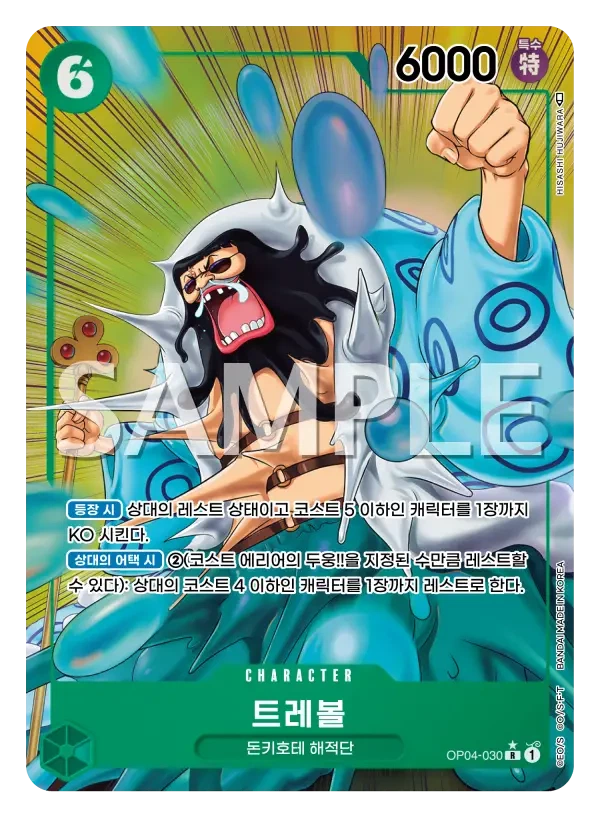 6
6000
특수
特
HISASHI HUJIWARA
SAMPLE
등장 시 상대의 레스트 상태이고 코스트 5 이하인 캐릭터를 1장까지
KO 시킨다.
상대의 어택 시 ②(코스트 에리어의 두웅!!을 지정된 수만큼 레스트할
수 있다): 상대의 코스트 4 이하인 캐릭터를 1장까지 레스트로 한다.
CHARACTER
트레볼
돈키호테 해적단
OP04-030 ★ R 1
©EO/S ©O/S·F·T BANDAI MADE IN KOREA